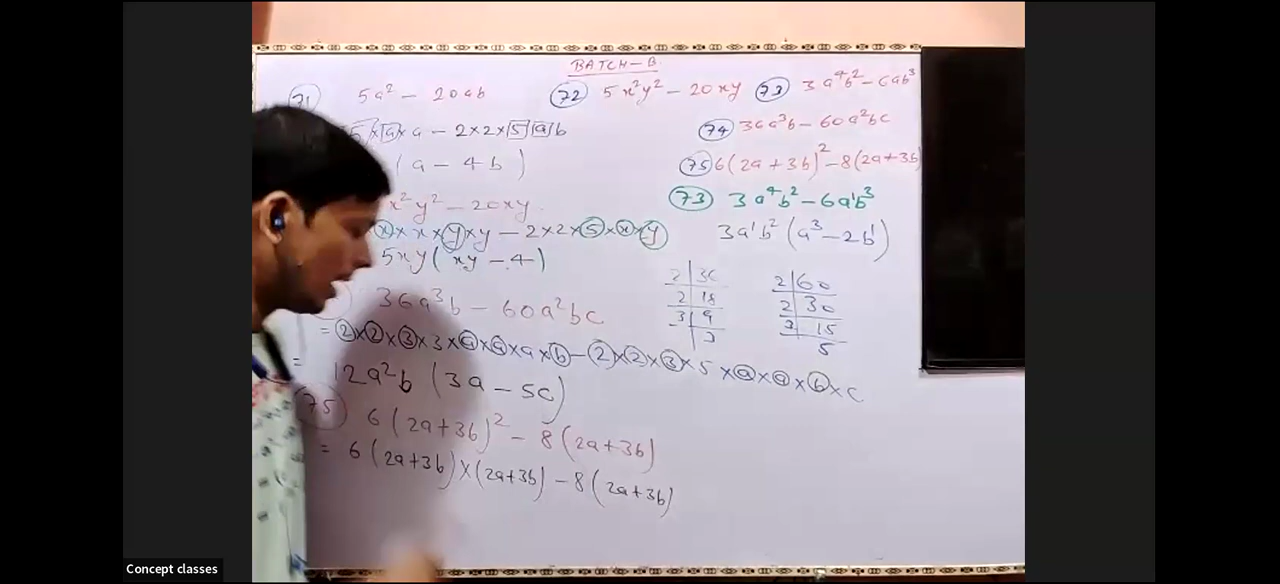 BATCH-B
71 5a² - 20ab
72 5x²y² - 20xy
73 3a⁴b² - 6ab³
5×a×a - 2×2×5×a b
74 36a³b - 60a²bc
(a - 4b)
75 6(2a+3b)² - 8(2a+3b)
x²y² - 20xy
73 3a⁴b² - 6a¹b³
x×x×y×y - 2×2×5×x×y
3a¹b²(a³ - 2b¹)
5xy(xy - 4)
2 36
2 18
3 9
3
2 60
2 30
3 15
5
36a³b - 60a²bc
= 2×2×3×3×a×a×a×b - 2×2×3×5×a×a×b×c
= 12a²b (3a - 5c)
75 6(2a+3b)² - 8(2a+3b)
= 6(2a+3b)×(2a+3b) - 8(2a+3b)
Concept classes